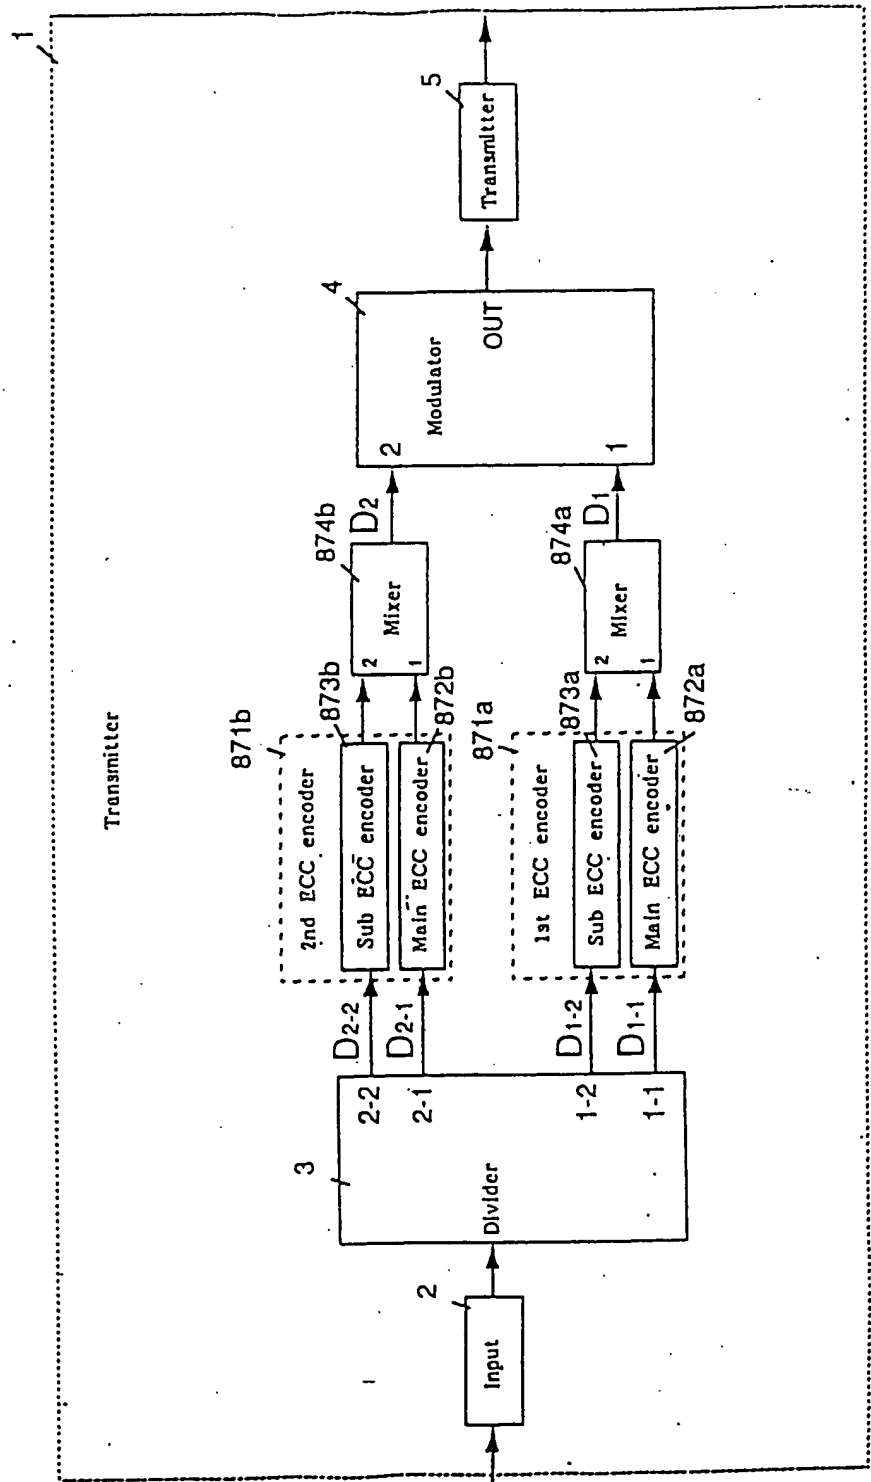 1
Transmitter
Input
2
Divider
3
2-2
2-1
1-2
1-1
D2-2
D2-1
D1-2
D1-1
871b
2nd ECC encoder
Sub ECC encoder
873b
Main ECC encoder
872b
871a
1st ECC encoder
Sub ECC encoder
873a
Main ECC encoder
872a
874b
Mixer
2
1
874a
Mixer
2
1
D2
D1
4
Modulator
2
1
OUT
5
Transmitter